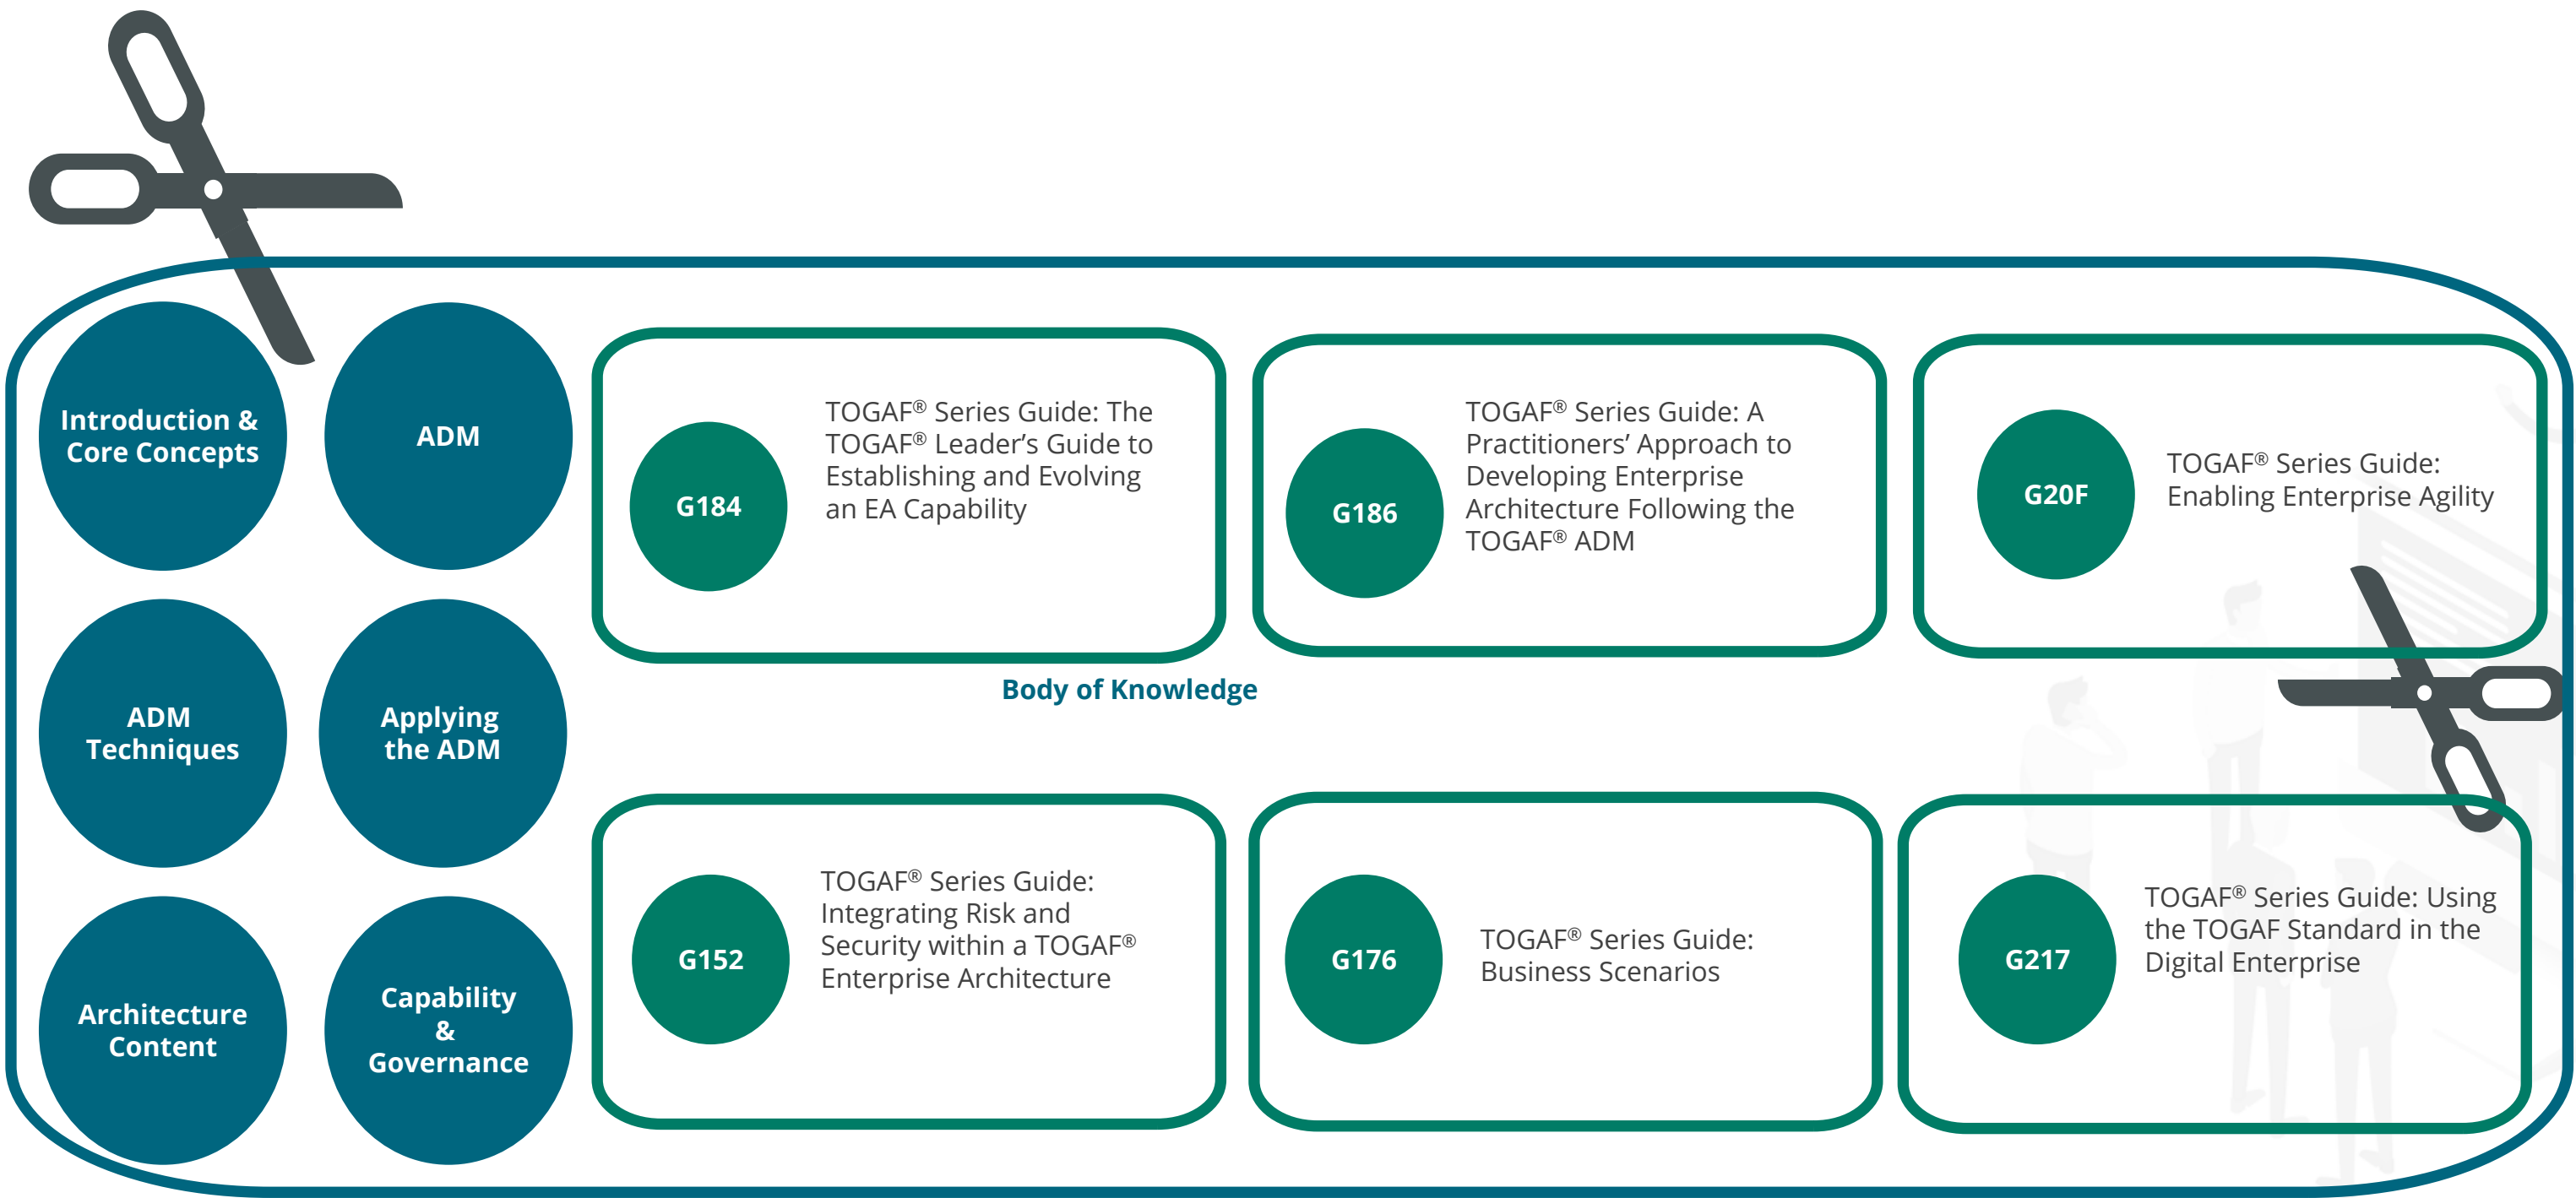 Introduction &
Core Concepts
ADM
ADM
Techniques
Applying
the ADM
Architecture
Content
Capability
&
Governance
G184
TOGAF® Series Guide: The
TOGAF® Leader’s Guide to
Establishing and Evolving
an EA Capability
G186
TOGAF® Series Guide: A
Practitioners’ Approach to
Developing Enterprise
Architecture Following the
TOGAF® ADM
G20F
TOGAF® Series Guide:
Enabling Enterprise Agility
Body of Knowledge
G152
TOGAF® Series Guide:
Integrating Risk and
Security within a TOGAF®
Enterprise Architecture
G176
TOGAF® Series Guide:
Business Scenarios
G217
TOGAF® Series Guide: Using
the TOGAF Standard in the
Digital Enterprise